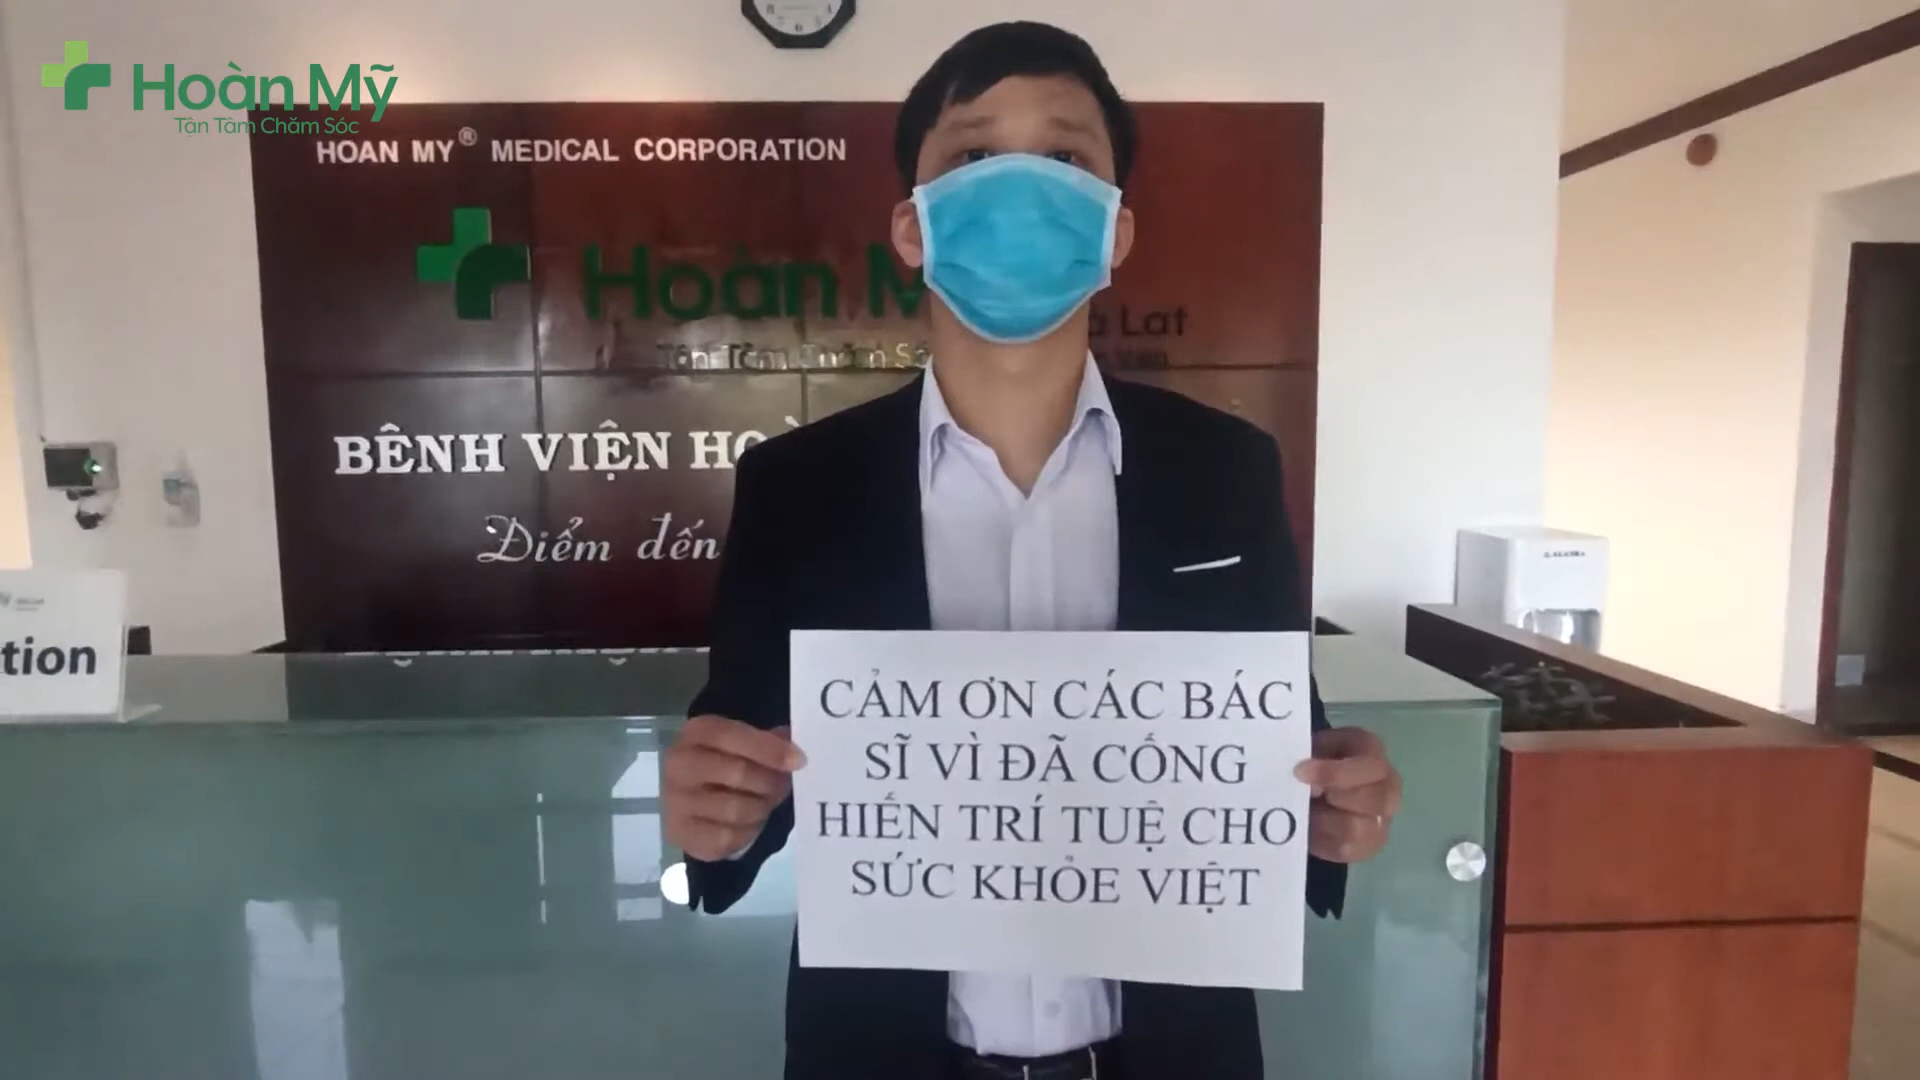 Hoàn Mỹ
Tận Tâm Chăm Sóc
HOAN MY® MEDICAL CORPORATION
Hoàn
Lat
BỆNH VIỆN
Điểm đến
tion
CẢM ƠN CÁC BÁC
SĨ VÌ ĐÃ CỐNG
HIẾN TRÍ TUỆ CHO
SỨC KHỎE VIỆT